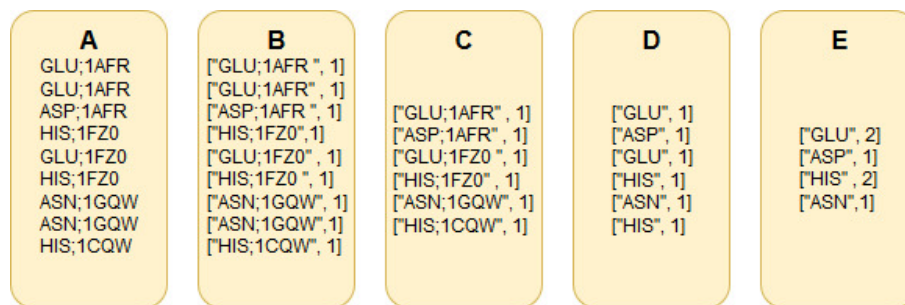 A
GLU;1AFR
GLU;1AFR
ASP;1AFR
HIS;1FZ0
GLU;1FZ0
HIS;1FZ0
ASN;1GQW
ASN;1GQW
HIS;1CQW
B
["GLU;1AFR ", 1]
["GLU;1AFR" , 1]
["ASP;1AFR ", 1]
["HIS;1FZ0",1]
["GLU;1FZ0" , 1]
["HIS;1FZ0 ", 1]
["ASN;1GQW", 1]
["ASN;1GQW",1]
["HIS;1CQW", 1]
C
["GLU;1AFR" , 1]
["ASP;1AFR" , 1]
["GLU;1FZ0 ", 1]
["HIS;1FZ0" , 1]
["ASN;1GQW", 1]
["HIS;1CQW", 1]
D
["GLU", 1]
["ASP", 1]
["GLU", 1]
["HIS", 1]
["ASN", 1]
["HIS", 1]
E
["GLU", 2]
["ASP", 1]
["HIS" , 2]
["ASN",1]